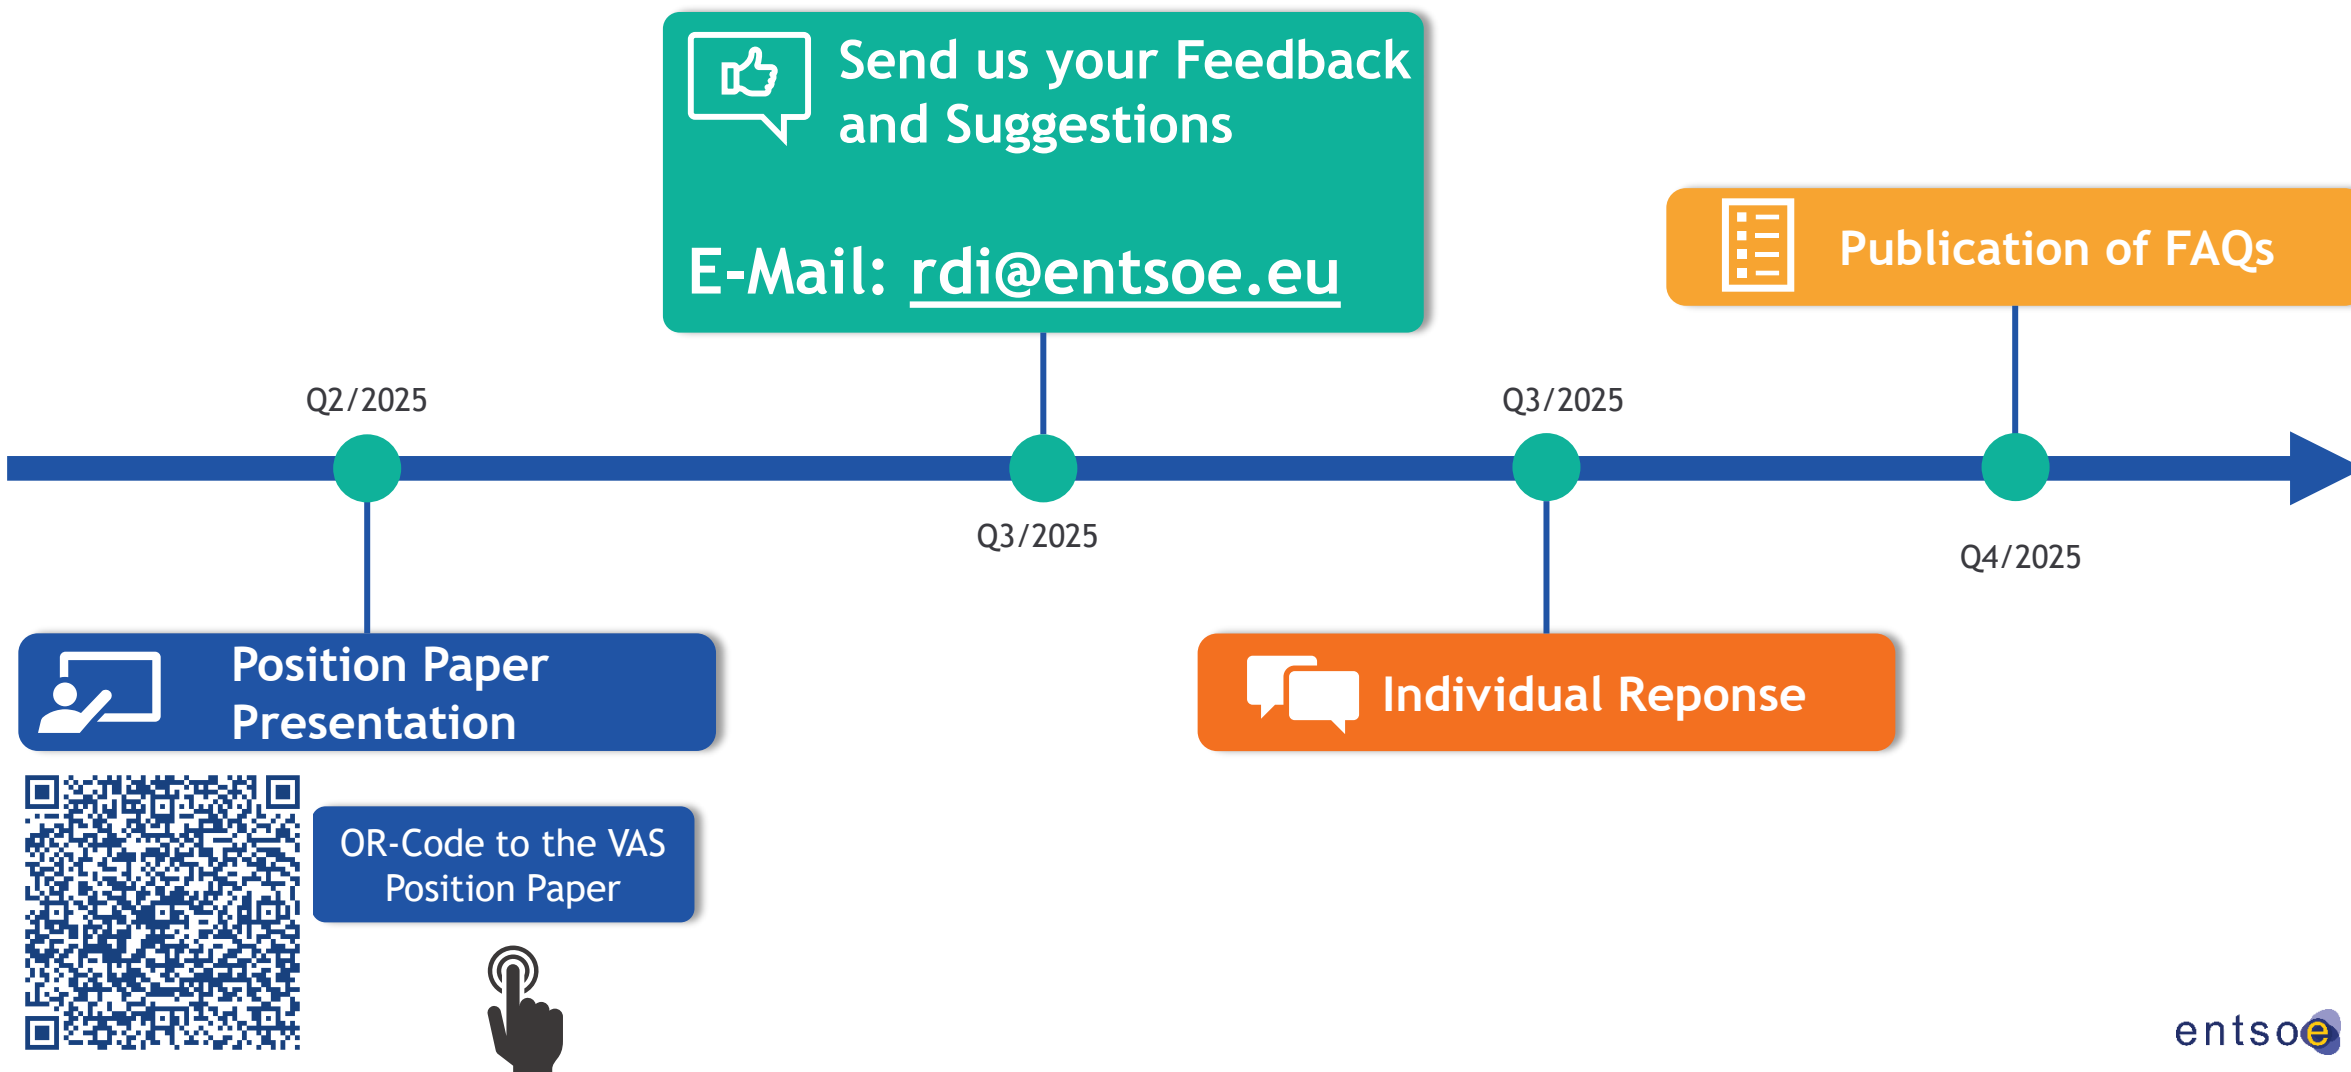 Send us your Feedback
and Suggestions
E-Mail: rdi@entsoe.eu
Publication of FAQs
Q2/2025
Q3/2025
Q3/2025
Q4/2025
Position Paper
Presentation
Individual Reponse
OR-Code to the VAS
Position Paper
entsoe